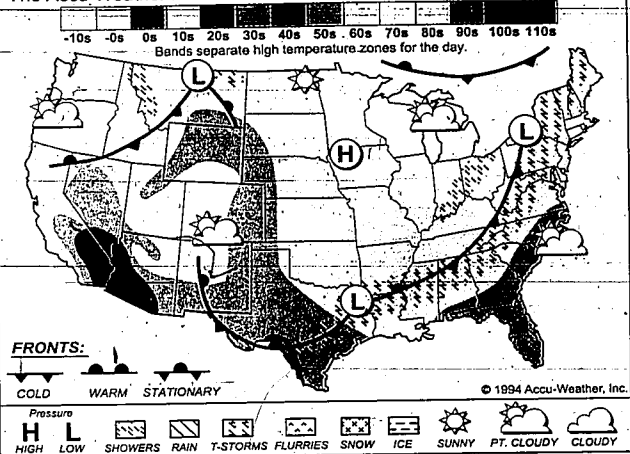 -10s -0s 0s 10s 20s 30s 40s 50s 60s 70s 80s 90s 100s 110s
Bands separate high temperature zones for the day.
L
L
H
L
FRONTS:
COLD WARM STATIONARY
© 1994 Accu-Weather, Inc.
Pressure
H L
HIGH LOW SHOWERS RAIN T-STORMS FLURRIES SNOW ICE SUNNY PT. CLOUDY CLOUDY